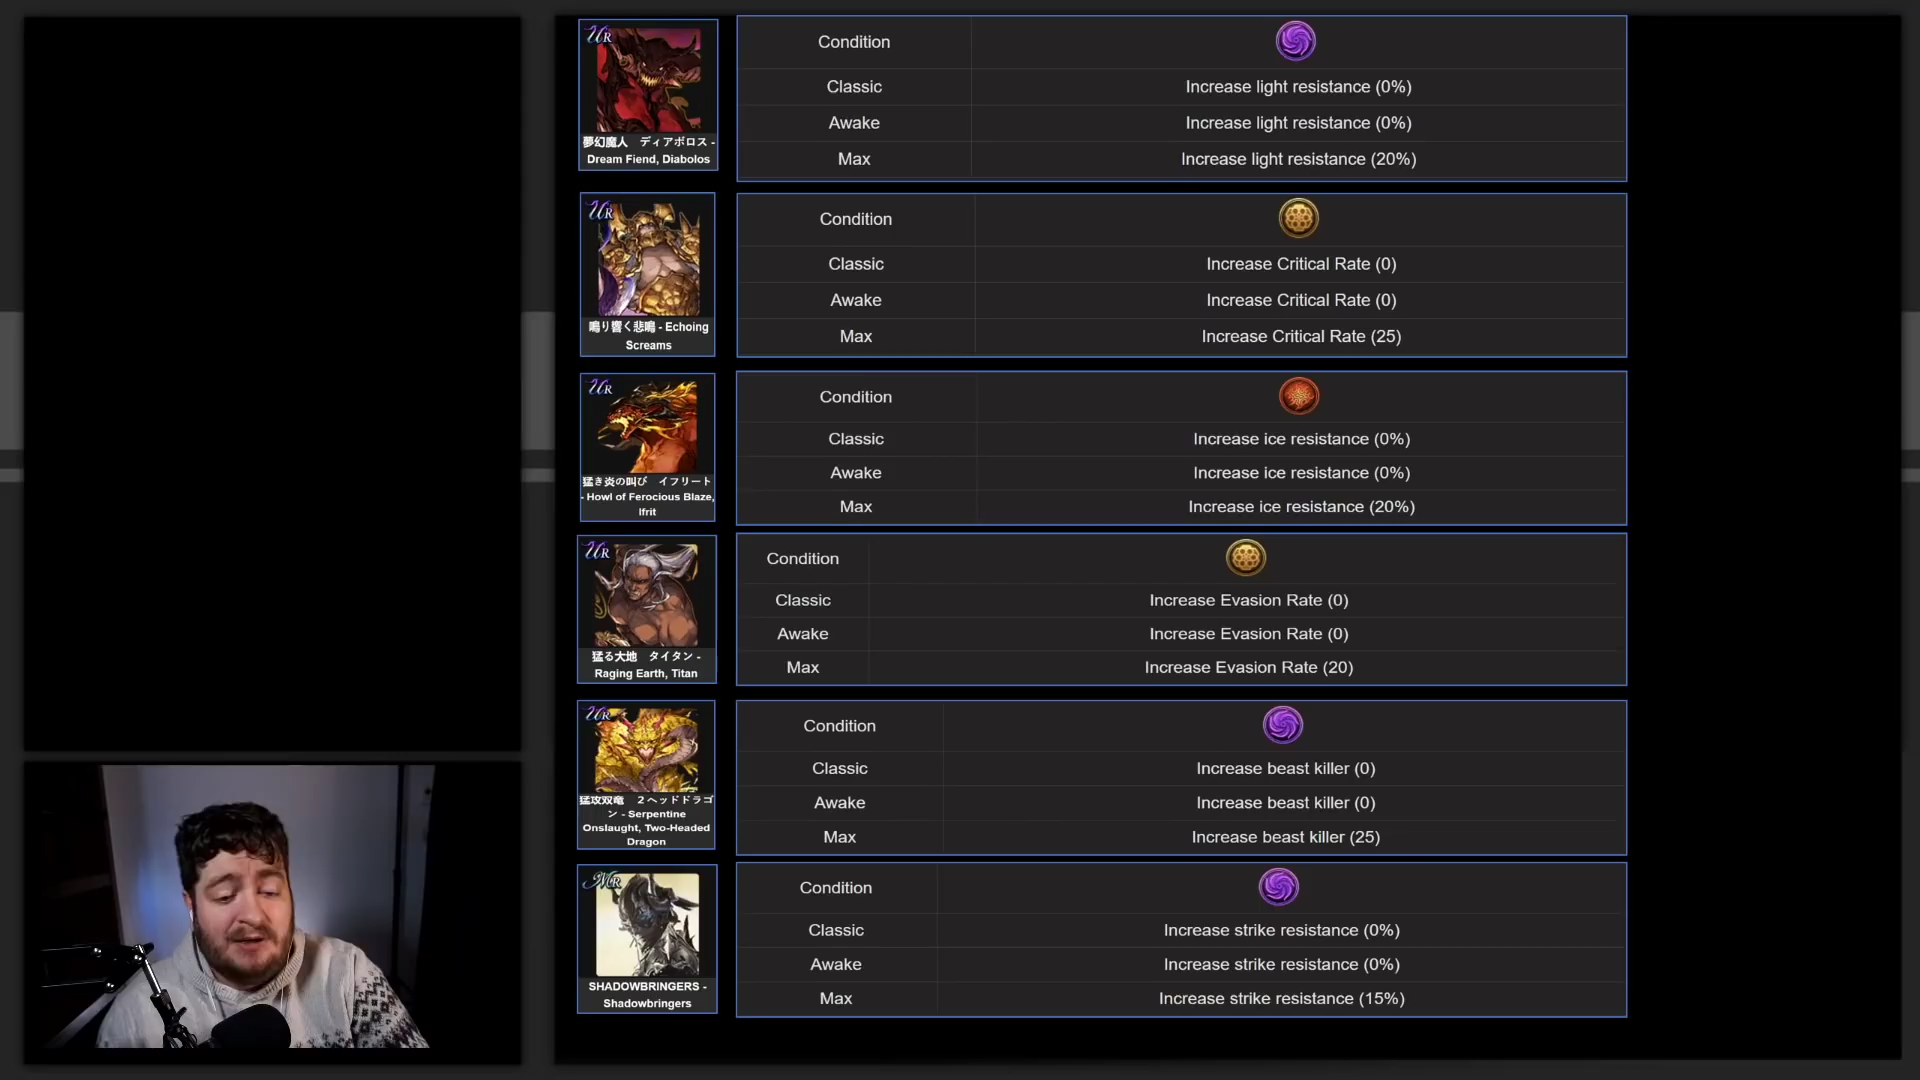 UR
夢幻魔人　ディアボロス -
Dream Fiend, Diabolos
Condition
Classic Increase light resistance (0%)
Awake Increase light resistance (0%)
Max Increase light resistance (20%)
UR
鳴り響く悲鳴 - Echoing
Screams
Condition
Classic Increase Critical Rate (0)
Awake Increase Critical Rate (0)
Max Increase Critical Rate (25)
UR
猛き炎の叫び　イフリート
- Howl of Ferocious Blaze,
Ifrit
Condition
Classic Increase ice resistance (0%)
Awake Increase ice resistance (0%)
Max Increase ice resistance (20%)
UR
猛る大地　タイタン -
Raging Earth, Titan
Condition
Classic Increase Evasion Rate (0)
Awake Increase Evasion Rate (0)
Max Increase Evasion Rate (20)
UR
猛攻双竜　２ヘッドドラゴ
ン - Serpentine
Onslaught, Two-Headed
Dragon
Condition
Classic Increase beast killer (0)
Awake Increase beast killer (0)
Max Increase beast killer (25)
MR
SHADOWBRINGERS -
Shadowbringers
Condition
Classic Increase strike resistance (0%)
Awake Increase strike resistance (0%)
Max Increase strike resistance (15%)